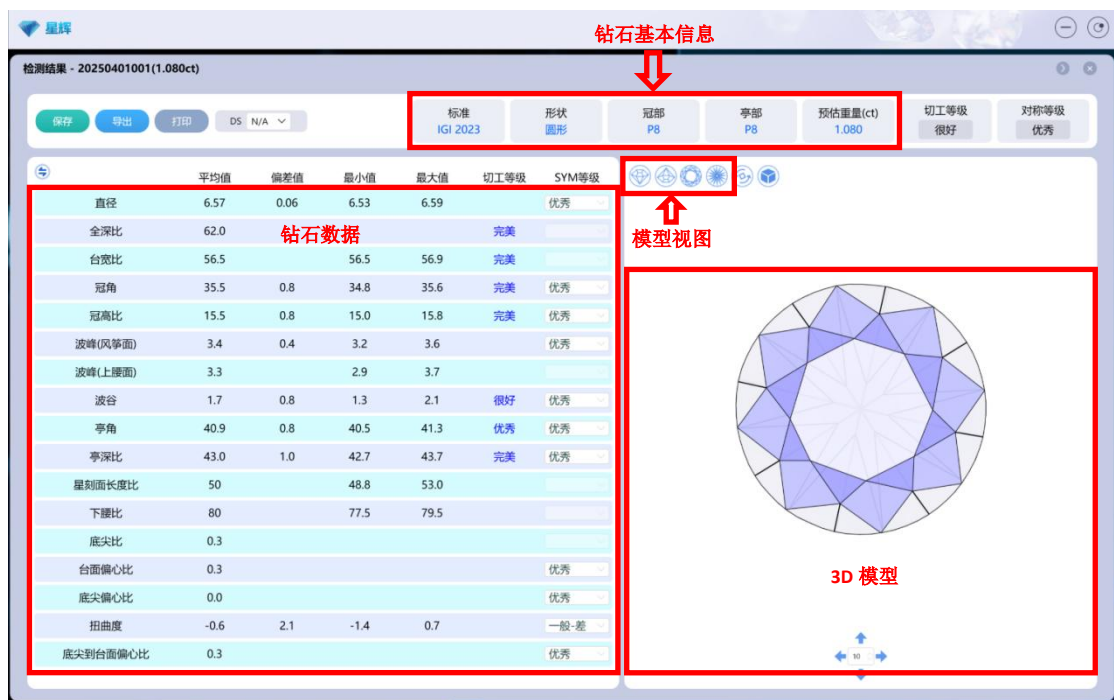 星辉
钻石基本信息
检测结果 - 20250401001(1.080ct)
保存 导出 打印 DS N/A
标准 形状 冠部 亭部 预估重量(ct) 切工等级 对称等级
IGI 2023 圆形 P8 P8 1.080 很好 优秀
平均值 偏差值 最小值 最大值 切工等级 SYM等级
直径 6.57 0.06 6.53 6.59 优秀
全深比 62.0 完美
钻石数据
模型视图
台宽比 56.5 56.5 56.9 完美
冠角 35.5 0.8 34.8 35.6 完美 优秀
冠高比 15.5 0.8 15.0 15.8 完美 优秀
波峰(风筝面) 3.4 0.4 3.2 3.6 优秀
波峰(上腰面) 3.3 2.9 3.7
波谷 1.7 0.8 1.3 2.1 很好 优秀
亭角 40.9 0.8 40.5 41.3 优秀 优秀
亭深比 43.0 1.0 42.7 43.7 完美 优秀
星刻面长度比 50 48.8 53.0
下腰比 80 77.5 79.5
底尖比 0.3
台面偏心比 0.3 优秀
3D 模型
底尖偏心比 0.0 优秀
扭曲度 -0.6 2.1 -1.4 0.7 一般-差
底尖到台面偏心比 0.3 优秀
10